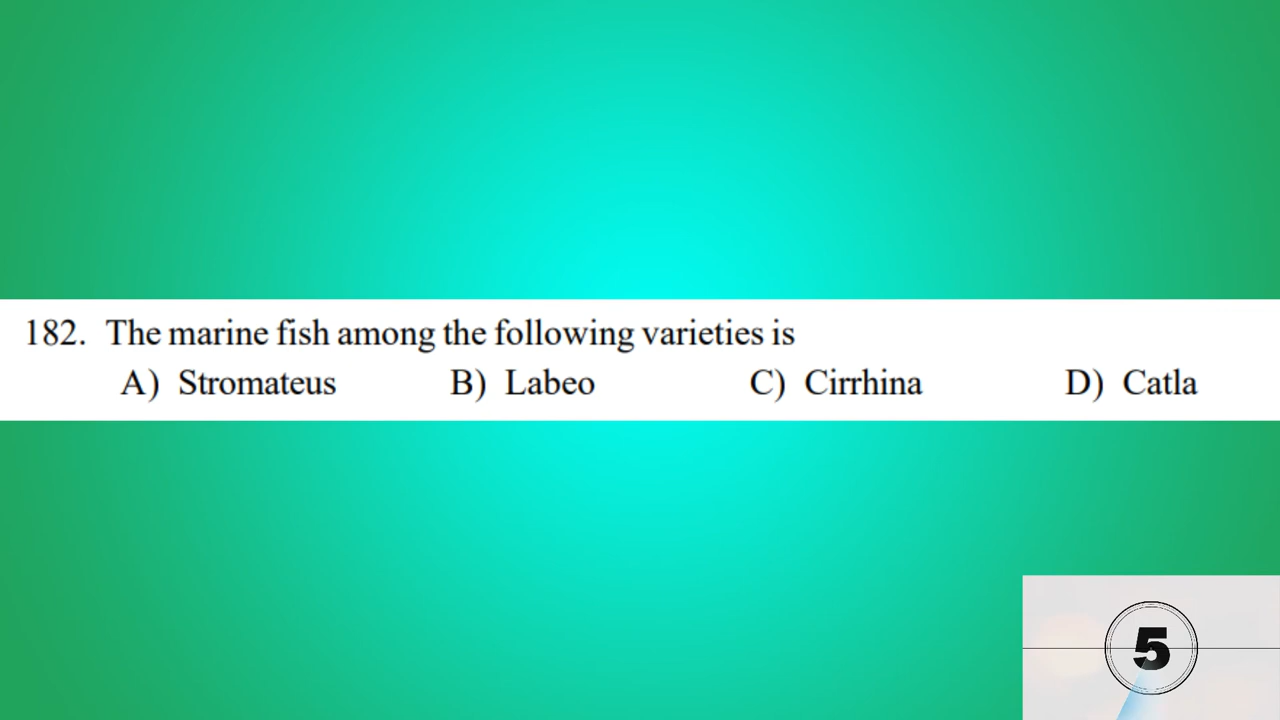 182. The marine fish among the following varieties is
A) Stromateus B) Labeo C) Cirrhina D) Catla
5